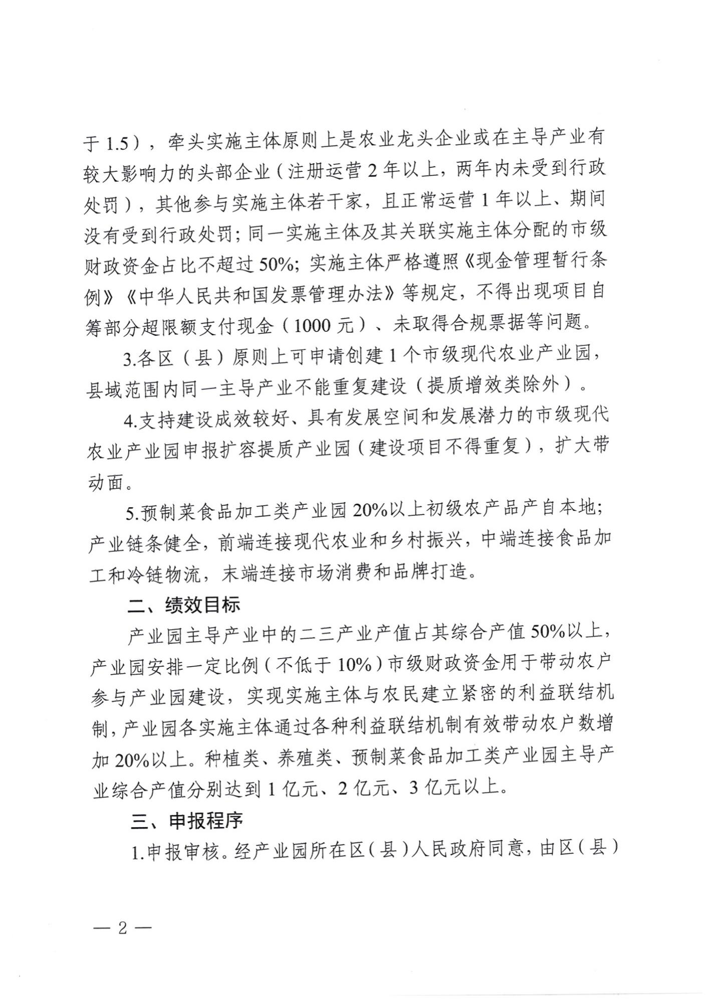 于1.5），牵头实施主体原则上是农业龙头企业或在主导产业有
较大影响力的头部企业（注册运营2年以上，两年内未受到行政
处罚），其他参与实施主体若干家，且正常运营1年以上、期间
没有受到行政处罚；同一实施主体及其关联实施主体分配的市级
财政资金占比不超过50%；实施主体严格遵照《现金管理暂行条
例》《中华人民共和国发票管理办法》等规定，不得出现项目自
筹部分超限额支付现金（1000元）、未取得合规票据等问题。
3.各区（县）原则上可申请创建1个市级现代农业产业园，
县域范围内同一主导产业不能重复建设（提质增效类除外）。
4.支持建设成效较好、具有发展空间和发展潜力的市级现代
农业产业园申报扩容提质产业园（建设项目不得重复），扩大带
动面。
5.预制菜食品加工类产业园20%以上初级农产品产自本地；
产业链条健全，前端连接现代农业和乡村振兴，中端连接食品加
工和冷链物流，末端连接市场消费和品牌打造。
二、绩效目标
产业园主导产业中的二三产业产值占其综合产值50%以上，
产业园安排一定比例（不低于10%）市级财政资金用于带动农户
参与产业园建设，实现实施主体与农民建立紧密的利益联结机
制，产业园各实施主体通过各种利益联结机制有效带动农户数增
加20%以上。种植类、养殖类、预制菜食品加工类产业园主导产
业综合产值分别达到1亿元、2亿元、3亿元以上。
三、申报程序
1.申报审核。经产业园所在区（县）人民政府同意，由区（县）
— 2 —